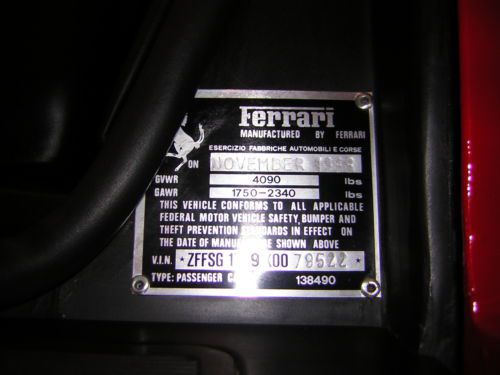 Ferrari
MANUFACTURED BY FERRARI
ESERCIZIO FABBRICHE AUTOMOBILI E CORSE
ON NOVEMBER
GVWR 4090 lbs
GAWR 1750-2340 lbs
THIS VEHICLE CONFORMS TO ALL APPLICABLE
FEDERAL MOTOR VEHICLE SAFETY, BUMPER AND
THEFT PREVENTION STANDARDS IN EFFECT ON
THE DATE OF MANUFACTURE SHOWN ABOVE
V.I.N. ★ ZFFSG
TYPE: PASSENGER 138490